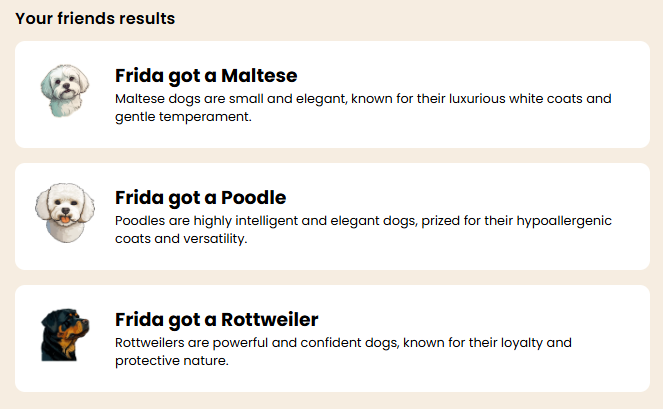 Your friends results
Frida got a Maltese
Maltese dogs are small and elegant, known for their luxurious white coats and
gentle temperament.
Frida got a Poodle
Poodles are highly intelligent and elegant dogs, prized for their hypoallergenic
coats and versatility.
Frida got a Rottweiler
Rottweilers are powerful and confident dogs, known for their loyalty and
protective nature.